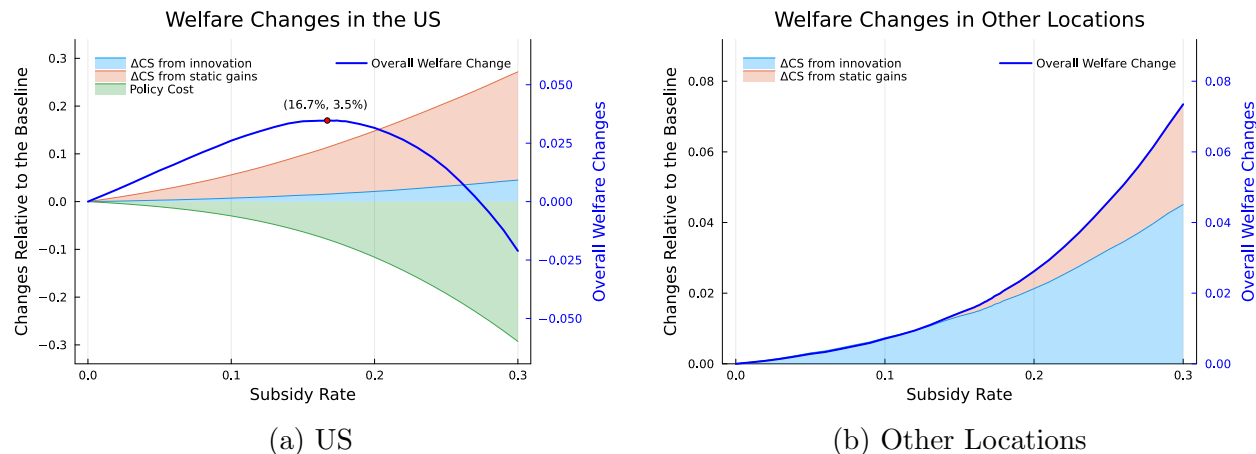 Welfare Changes in the US
Changes Relative to the Baseline
0.3
0.2
0.1
0.0
−0.1
−0.2
−0.3
ΔCS from innovation
ΔCS from static gains
Policy Cost
Overall Welfare Change
(16.7%, 3.5%)
0.050
0.025
0.000
−0.025
−0.050
Overall Welfare Changes
0.0 0.1 0.2 0.3
Subsidy Rate
(a) US
Welfare Changes in Other Locations
Changes Relative to the Baseline
0.08
0.06
0.04
0.02
0.00
ΔCS from innovation
ΔCS from static gains
Overall Welfare Change
0.08
0.06
0.04
0.02
0.00
Overall Welfare Changes
0.0 0.1 0.2 0.3
Subsidy Rate
(b) Other Locations